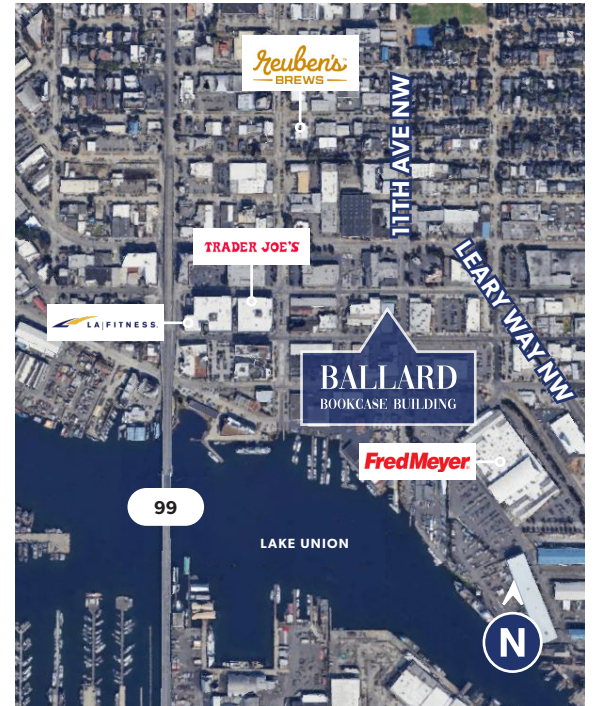 Reuben's
BREWS
11TH AVE NW
TRADER JOE'S
LEARY WAY NW
LA|FITNESS.
BALLARD
BOOKCASE BUILDING
FredMeyer
99
LAKE UNION
N